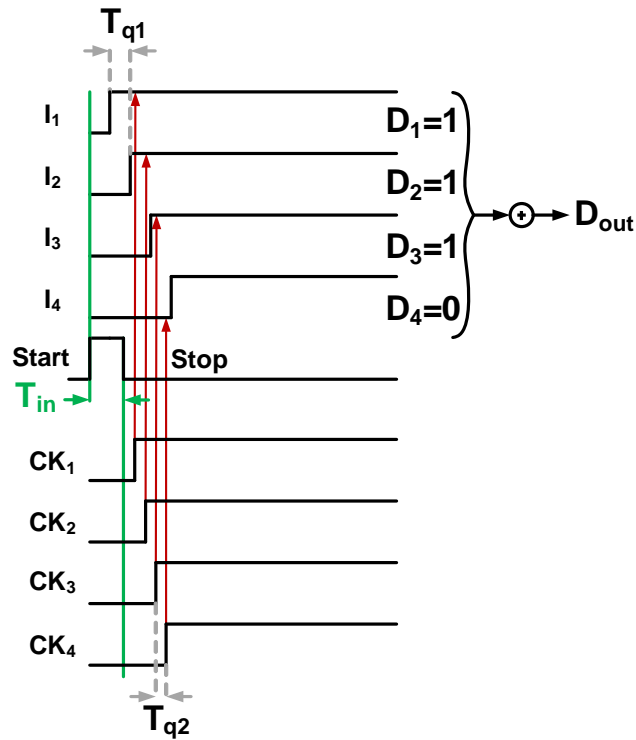 Tq1
I1
D1=1
I2
D2=1
Dout
I3
D3=1
I4
D4=0
Start
Stop
Tin
CK1
CK2
CK3
CK4
Tq2